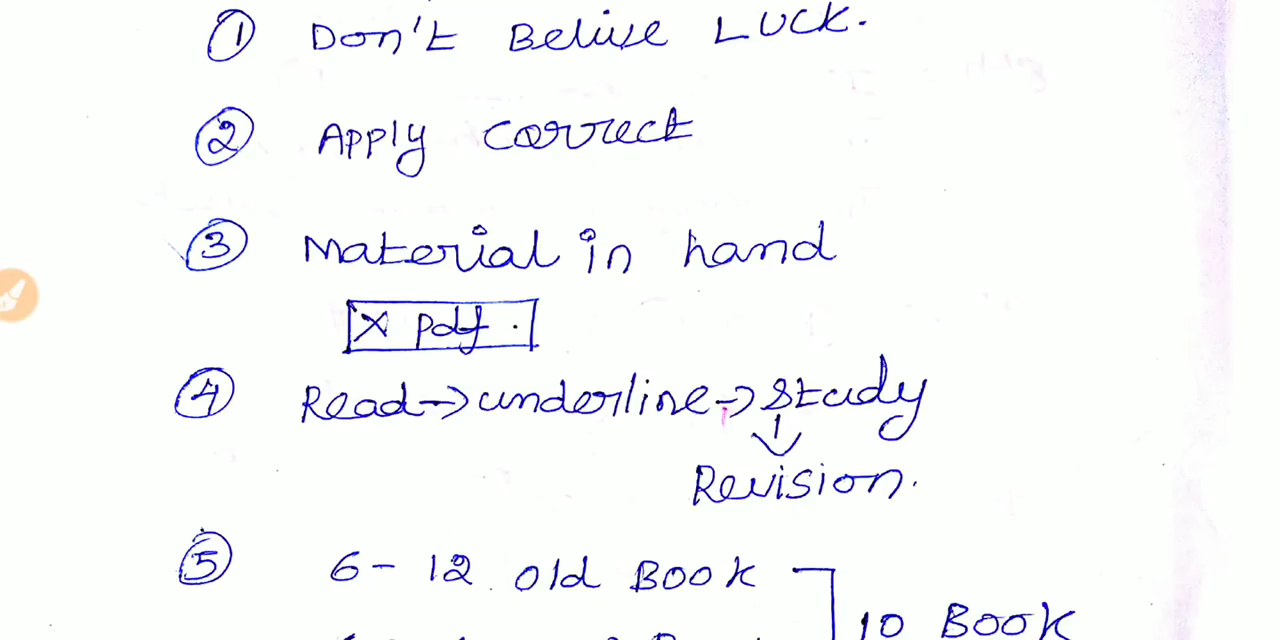 ① Don't Belive LUCK.
② Apply correct
③ Material in hand
X pdf.
④ Read → underline → study
↓
Revision.
⑤ 6 - 12 old BOOK
10 BOOK